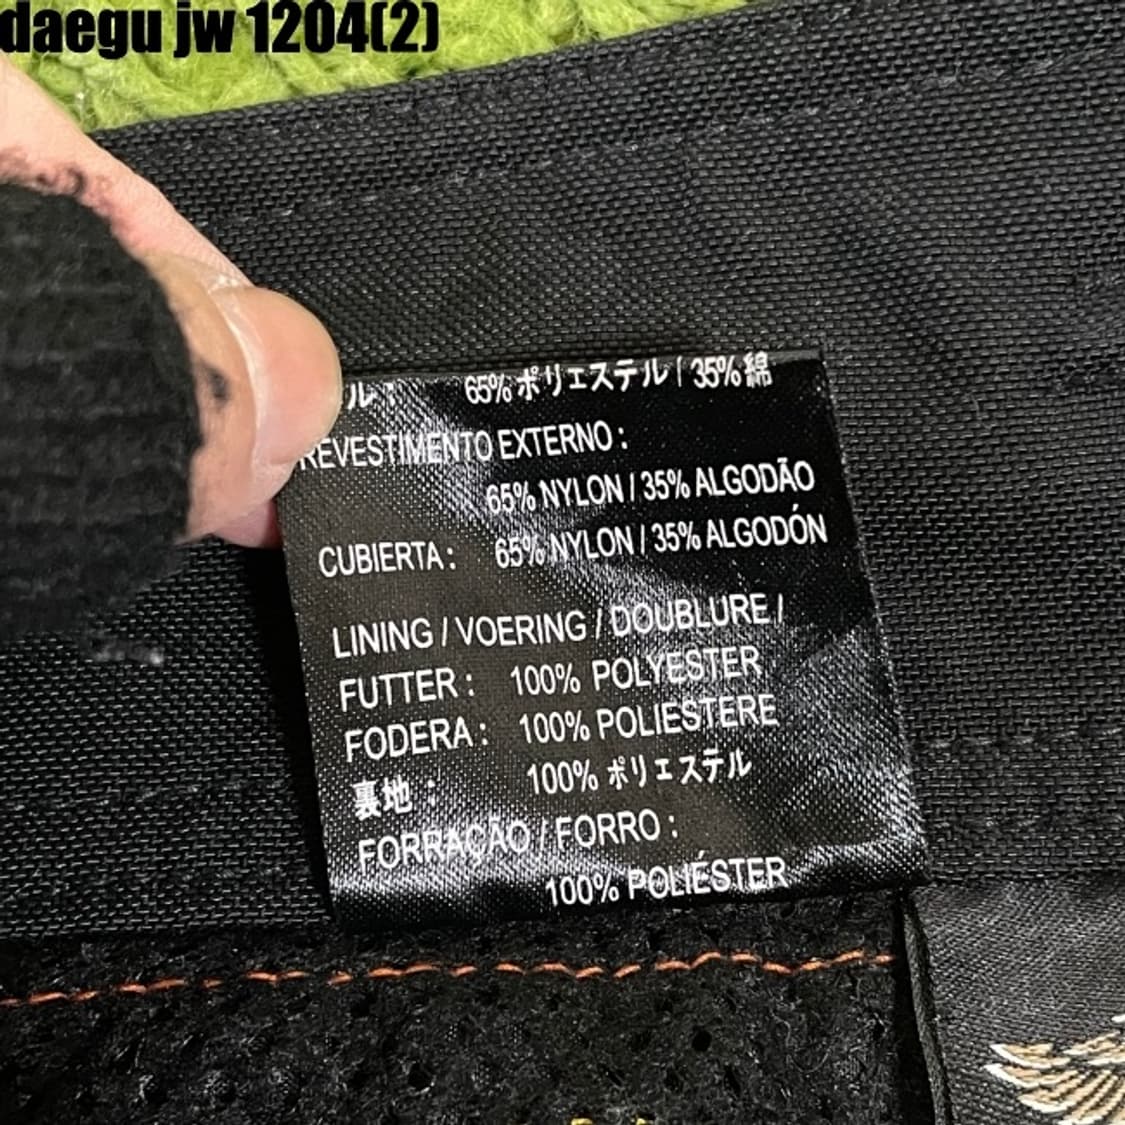 daegu jw 1204(2)
ル: 65% ポリエステル / 35% 綿
REVESTIMENTO EXTERNO :
65% NYLON / 35% ALGODÃO
CUBIERTA : 65% NYLON / 35% ALGODÓN
LINING / VOERING / DOUBLURE /
FUTTER : 100% POLYESTER
FODERA : 100% POLIESTERE
裏地 : 100% ポリエステル
FORRAÇÃO / FORRO :
100% POLIÉSTER